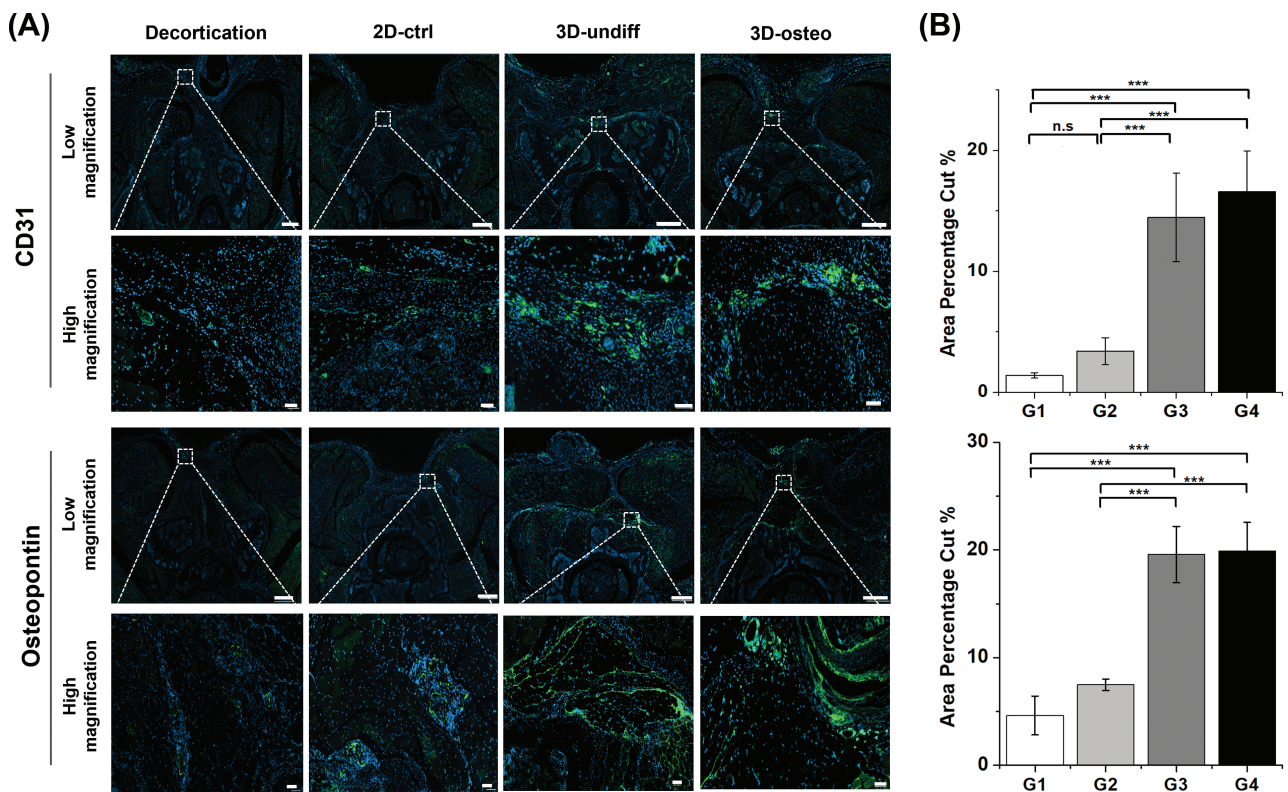 (A)
Decortication 2D-ctrl 3D-undiff 3D-osteo
CD31
Low
magnification
High
magnification
Osteopontin
Low
magnification
High
magnification
(B)
***
***
***
n.s
***
Area Percentage Cut %
20
10
0
G1 G2 G3 G4
***
***
***
***
Area Percentage Cut %
30
20
10
0
G1 G2 G3 G4